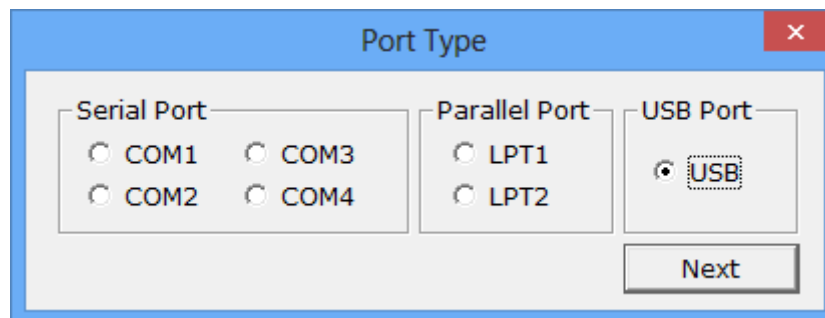 Port Type
Serial Port
COM1 COM3
COM2 COM4
Parallel Port
LPT1
LPT2
USB Port
USB
Next